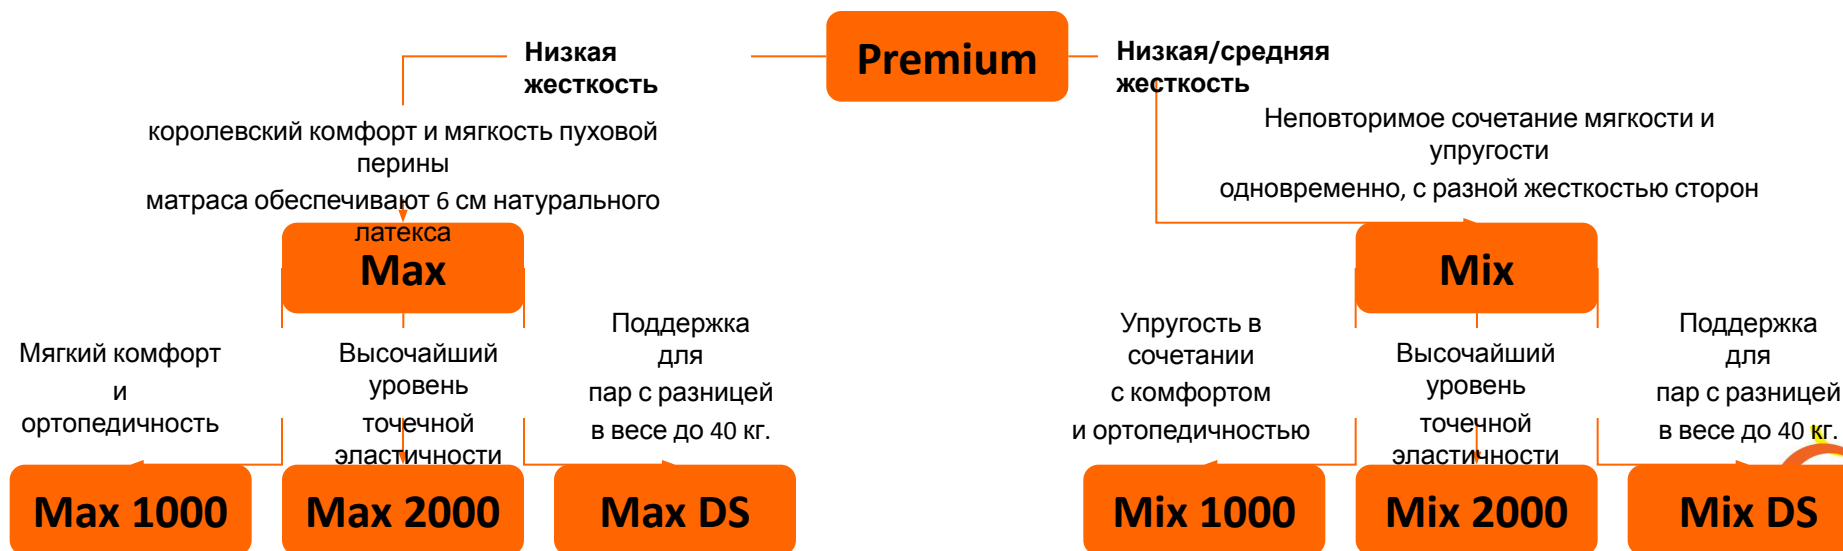 Premium
Низкая
жесткость
Низкая/средняя
жесткость
королевский комфорт и мягкость пуховой
перины
матраса обеспечивают 6 см натурального
латекса
Неповторимое сочетание мягкости и
упругости
одновременно, с разной жесткостью сторон
Max
Mix
Мягкий комфорт
и
ортопедичность
Высочайший
уровень
точечной
эластичности
Поддержка
для
пар с разницей
в весе до 40 кг.
Упругость в
сочетании
с комфортом
и ортопедичностью
Высочайший
уровень
точечной
эластичности
Поддержка
для
пар с разницей
в весе до 40 кг.
Max 1000
Max 2000
Max DS
Mix 1000
Mix 2000
Mix DS